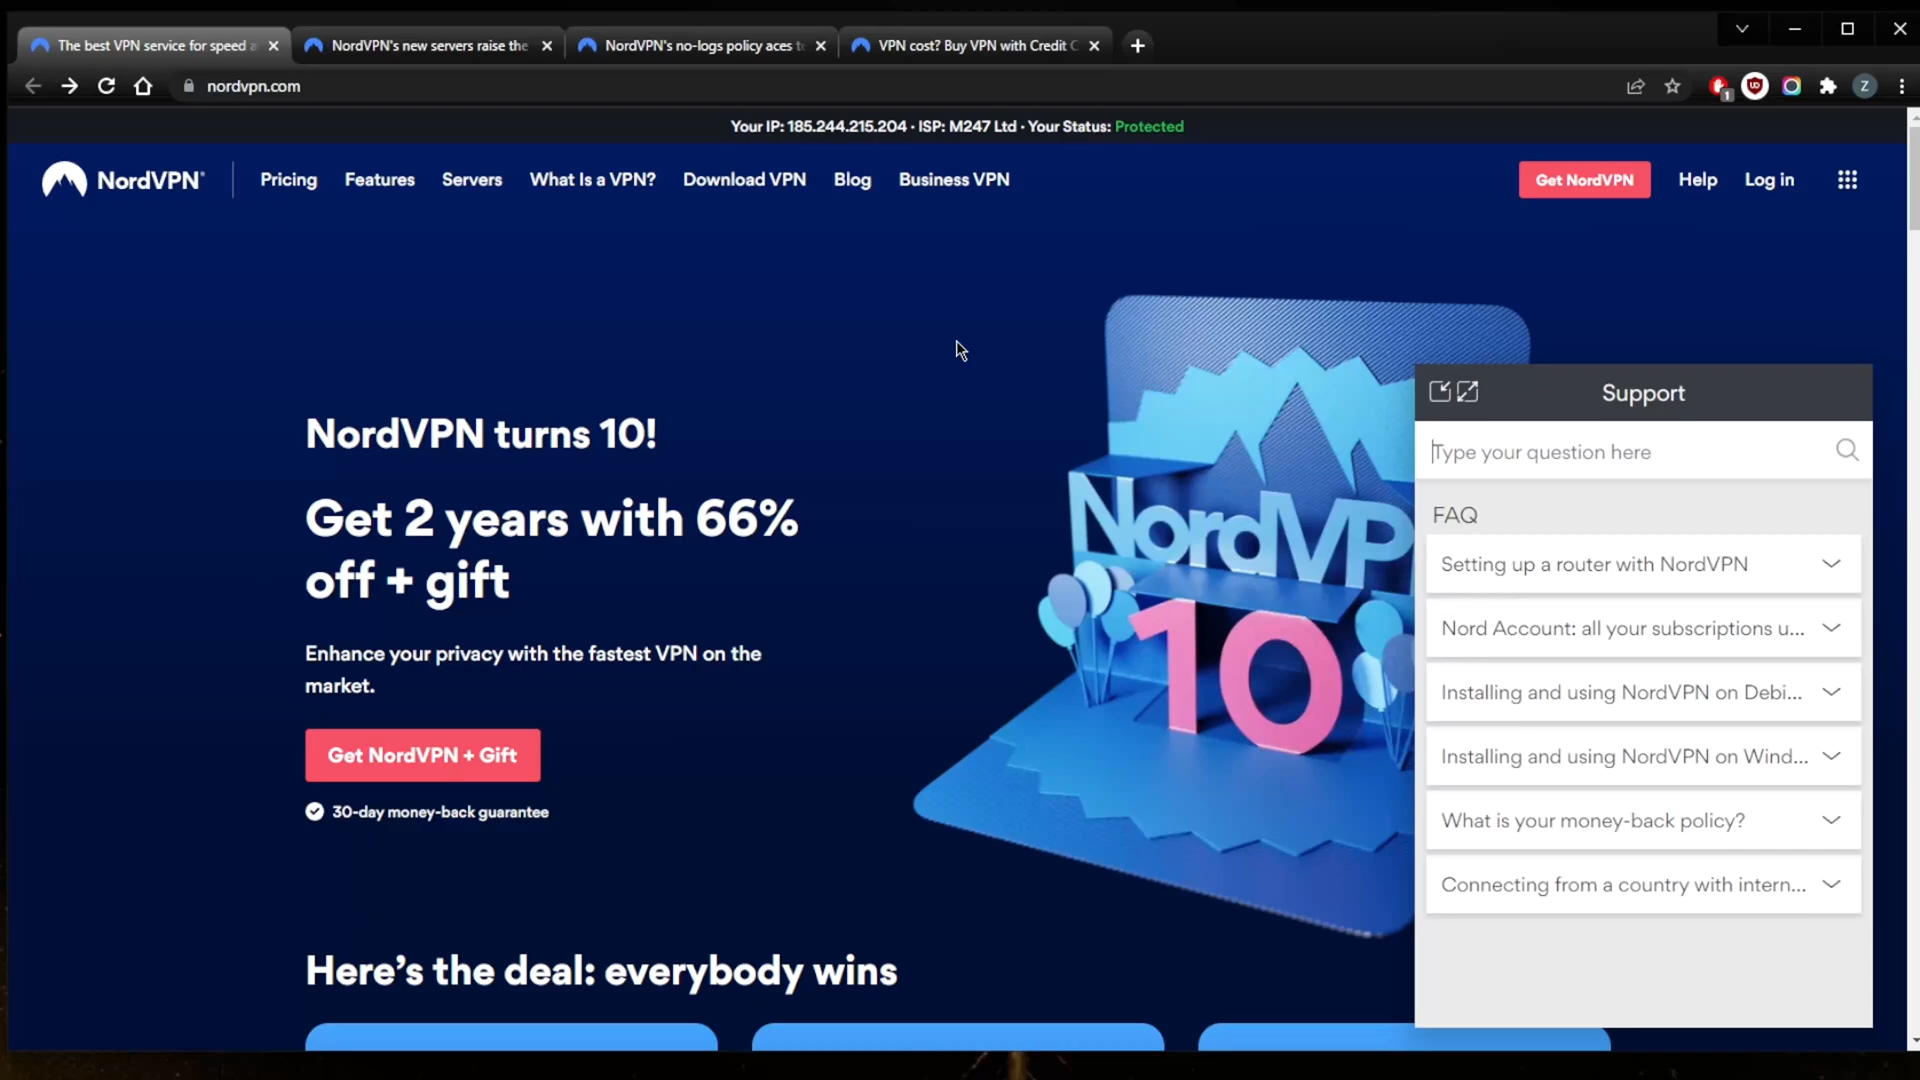 The best VPN service for speed a
NordVPN's new servers raise the
NordVPN's no-logs policy aces t
VPN cost? Buy VPN with Credit C
nordvpn.com
1
Z
Your IP: 185.244.215.204 · ISP: M247 Ltd · Your Status: Protected
NordVPN®
Pricing
Features
Servers
What Is a VPN?
Download VPN
Blog
Business VPN
Get NordVPN
Help
Log in
NordVPN turns 10!
Get 2 years with 66%
off + gift
Enhance your privacy with the fastest VPN on the
market.
Get NordVPN + Gift
30-day money-back guarantee
NordVP
10
Here's the deal: everybody wins
Support
Type your question here
FAQ
Setting up a router with NordVPN
Nord Account: all your subscriptions u...
Installing and using NordVPN on Debi...
Installing and using NordVPN on Wind...
What is your money-back policy?
Connecting from a country with intern...